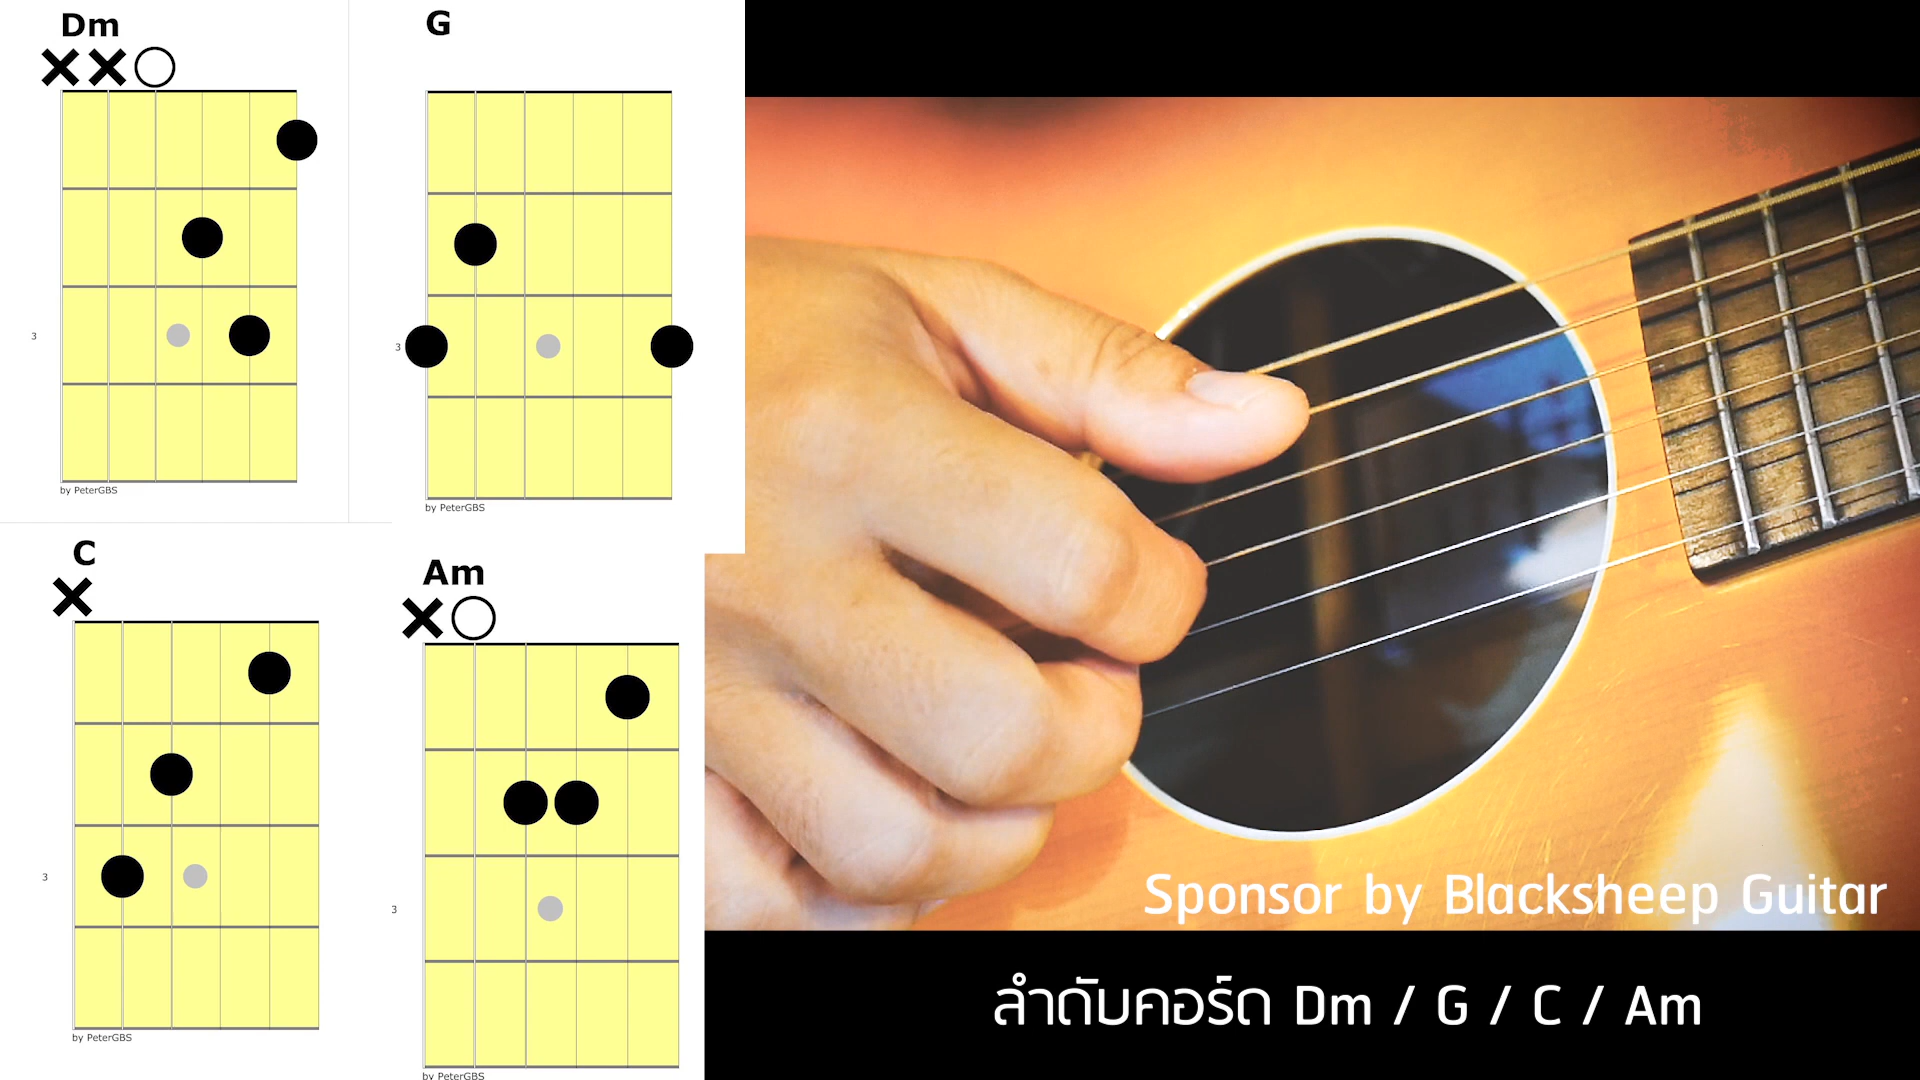 Dm
3
by PeterGBS
G
3
by PeterGBS
C
3
by PeterGBS
Am
3
by PeterGBS
Sponsor by Blacksheep Guitar
ลำดับคอร์ด Dm / G / C / Am